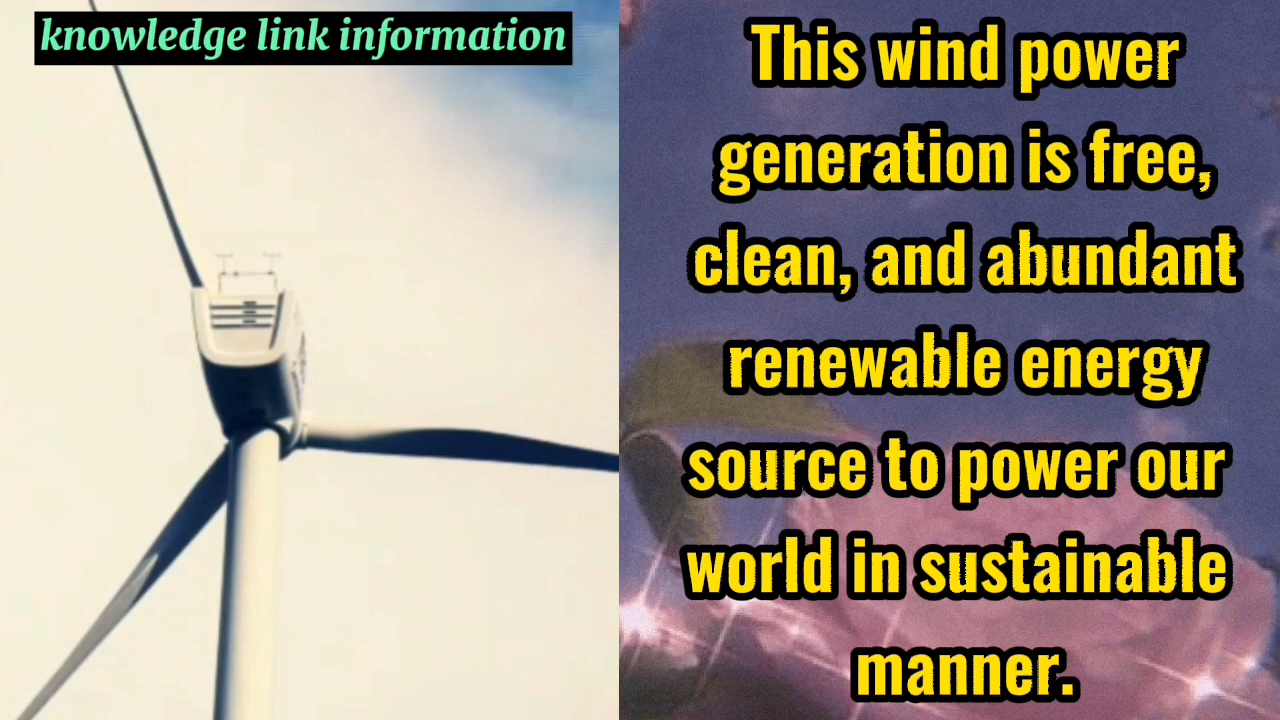 knowledge link information
This wind power
generation is free,
clean, and abundant
renewable energy
source to power our
world in sustainable
manner.